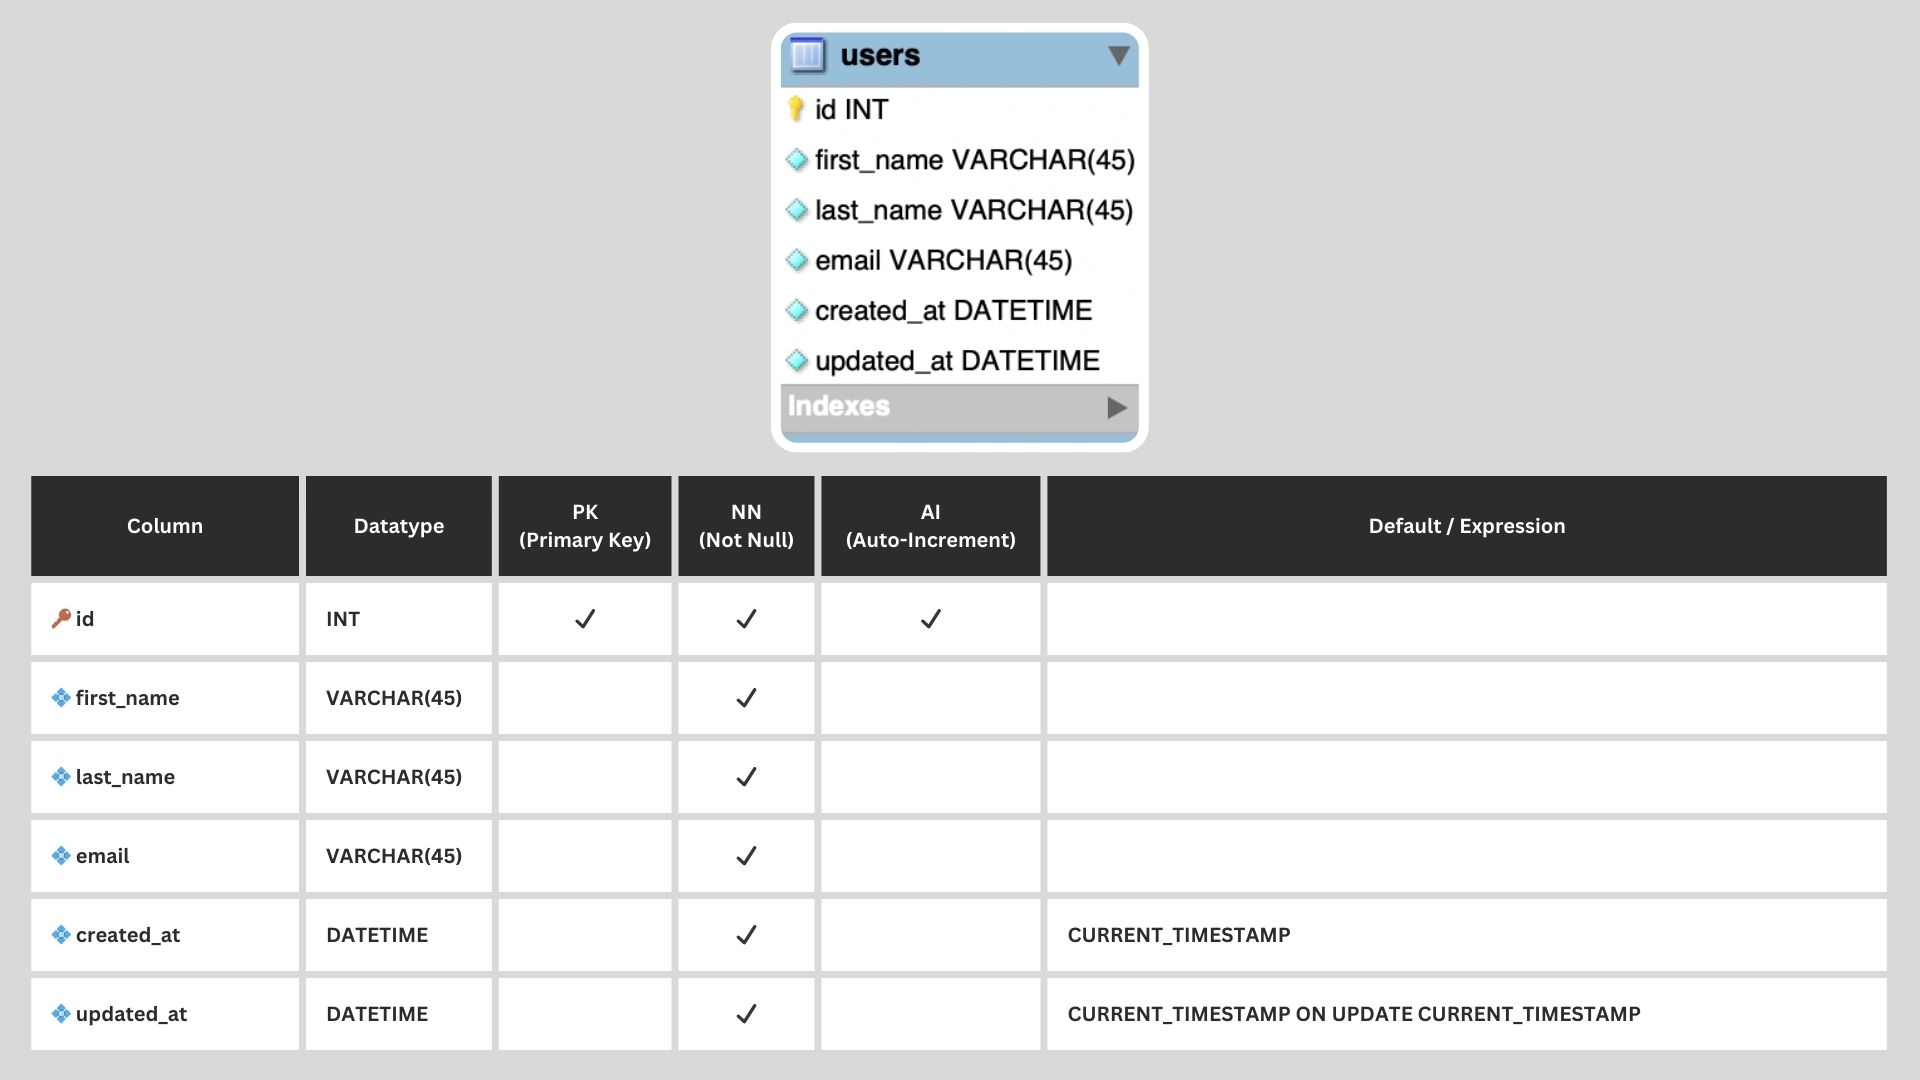 users
id INT
first_name VARCHAR(45)
last_name VARCHAR(45)
email VARCHAR(45)
created_at DATETIME
updated_at DATETIME
Indexes
Column Datatype PK (Primary Key) NN (Not Null) AI (Auto-Increment) Default / Expression
id INT ✓ ✓ ✓
first_name VARCHAR(45) ✓
last_name VARCHAR(45) ✓
email VARCHAR(45) ✓
created_at DATETIME ✓ CURRENT_TIMESTAMP
updated_at DATETIME ✓ CURRENT_TIMESTAMP ON UPDATE CURRENT_TIMESTAMP